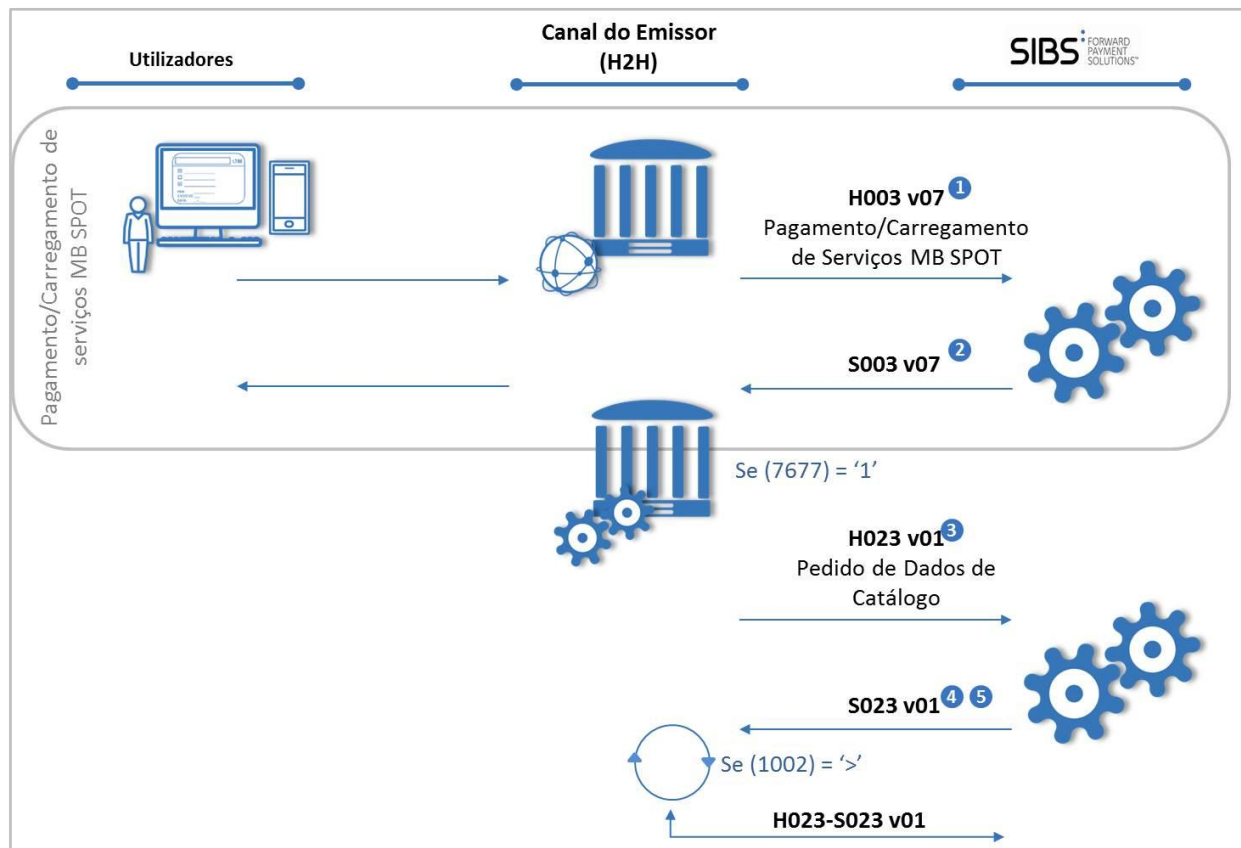 Utilizadores
Canal do Emissor
(H2H)
SIBS FORWARD
PAYMENT
SOLUTIONS™
Pagamento/Carregamento de
serviços MB SPOT
H003 v07 1
Pagamento/Carregamento
de Serviços MB SPOT
S003 v07 2
Se (7677) = ‘1’
H023 v01 3
Pedido de Dados de
Catálogo
S023 v01 4 5
Se (1002) = ‘>’
H023-S023 v01